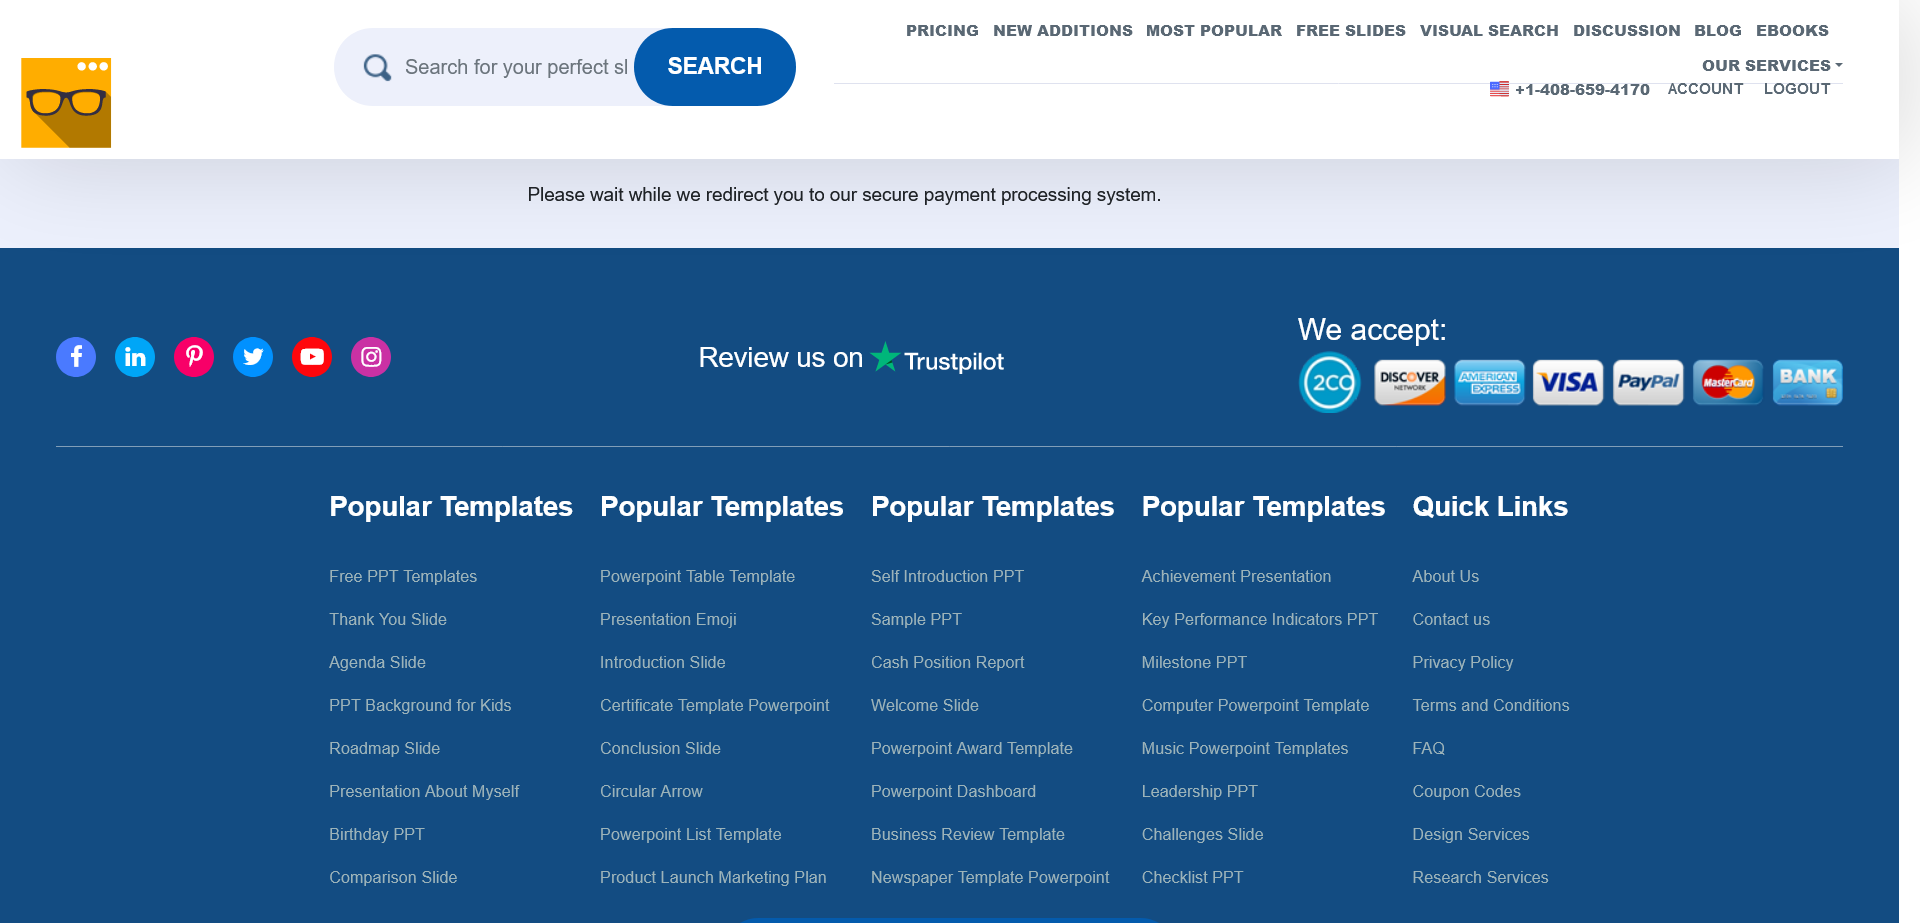 PRICING NEW ADDITIONS MOST POPULAR FREE SLIDES VISUAL SEARCH DISCUSSION BLOG EBOOKS
Search for your perfect sl SEARCH
OUR SERVICES
+1-408-659-4170 ACCOUNT LOGOUT
Please wait while we redirect you to our secure payment processing system.
We accept:
Review us on Trustpilot
2CO DISCOVER NETWORK AMERICAN EXPRESS VISA PayPal MasterCard BANK
Popular Templates Popular Templates Popular Templates Popular Templates Quick Links
Free PPT Templates Powerpoint Table Template Self Introduction PPT Achievement Presentation About Us
Thank You Slide Presentation Emoji Sample PPT Key Performance Indicators PPT Contact us
Agenda Slide Introduction Slide Cash Position Report Milestone PPT Privacy Policy
PPT Background for Kids Certificate Template Powerpoint Welcome Slide Computer Powerpoint Template Terms and Conditions
Roadmap Slide Conclusion Slide Powerpoint Award Template Music Powerpoint Templates FAQ
Presentation About Myself Circular Arrow Powerpoint Dashboard Leadership PPT Coupon Codes
Birthday PPT Powerpoint List Template Business Review Template Challenges Slide Design Services
Comparison Slide Product Launch Marketing Plan Newspaper Template Powerpoint Checklist PPT Research Services